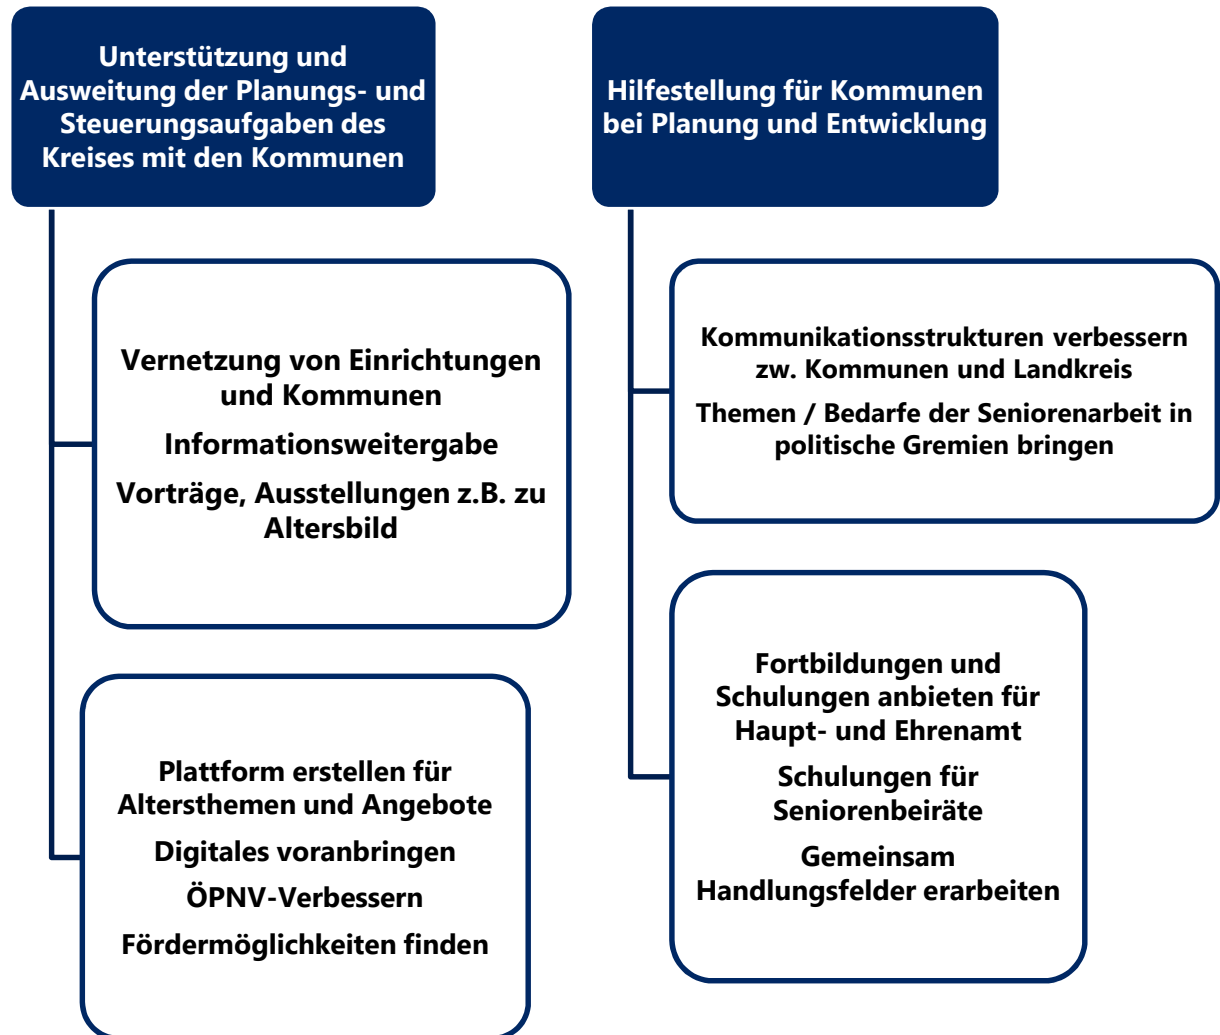 Unterstützung und
Ausweitung der Planungs- und
Steuerungsaufgaben des
Kreises mit den Kommunen
Vernetzung von Einrichtungen
und Kommunen
Informationsweitergabe
Vorträge, Ausstellungen z.B. zu
Altersbild
Plattform erstellen für
Altersthemen und Angebote
Digitales voranbringen
ÖPNV-Verbessern
Fördermöglichkeiten finden
Hilfestellung für Kommunen
bei Planung und Entwicklung
Kommunikationsstrukturen verbessern
zw. Kommunen und Landkreis
Themen / Bedarfe der Seniorenarbeit in
politische Gremien bringen
Fortbildungen und
Schulungen anbieten für
Haupt- und Ehrenamt
Schulungen für
Seniorenbeiräte
Gemeinsam
Handlungsfelder erarbeiten